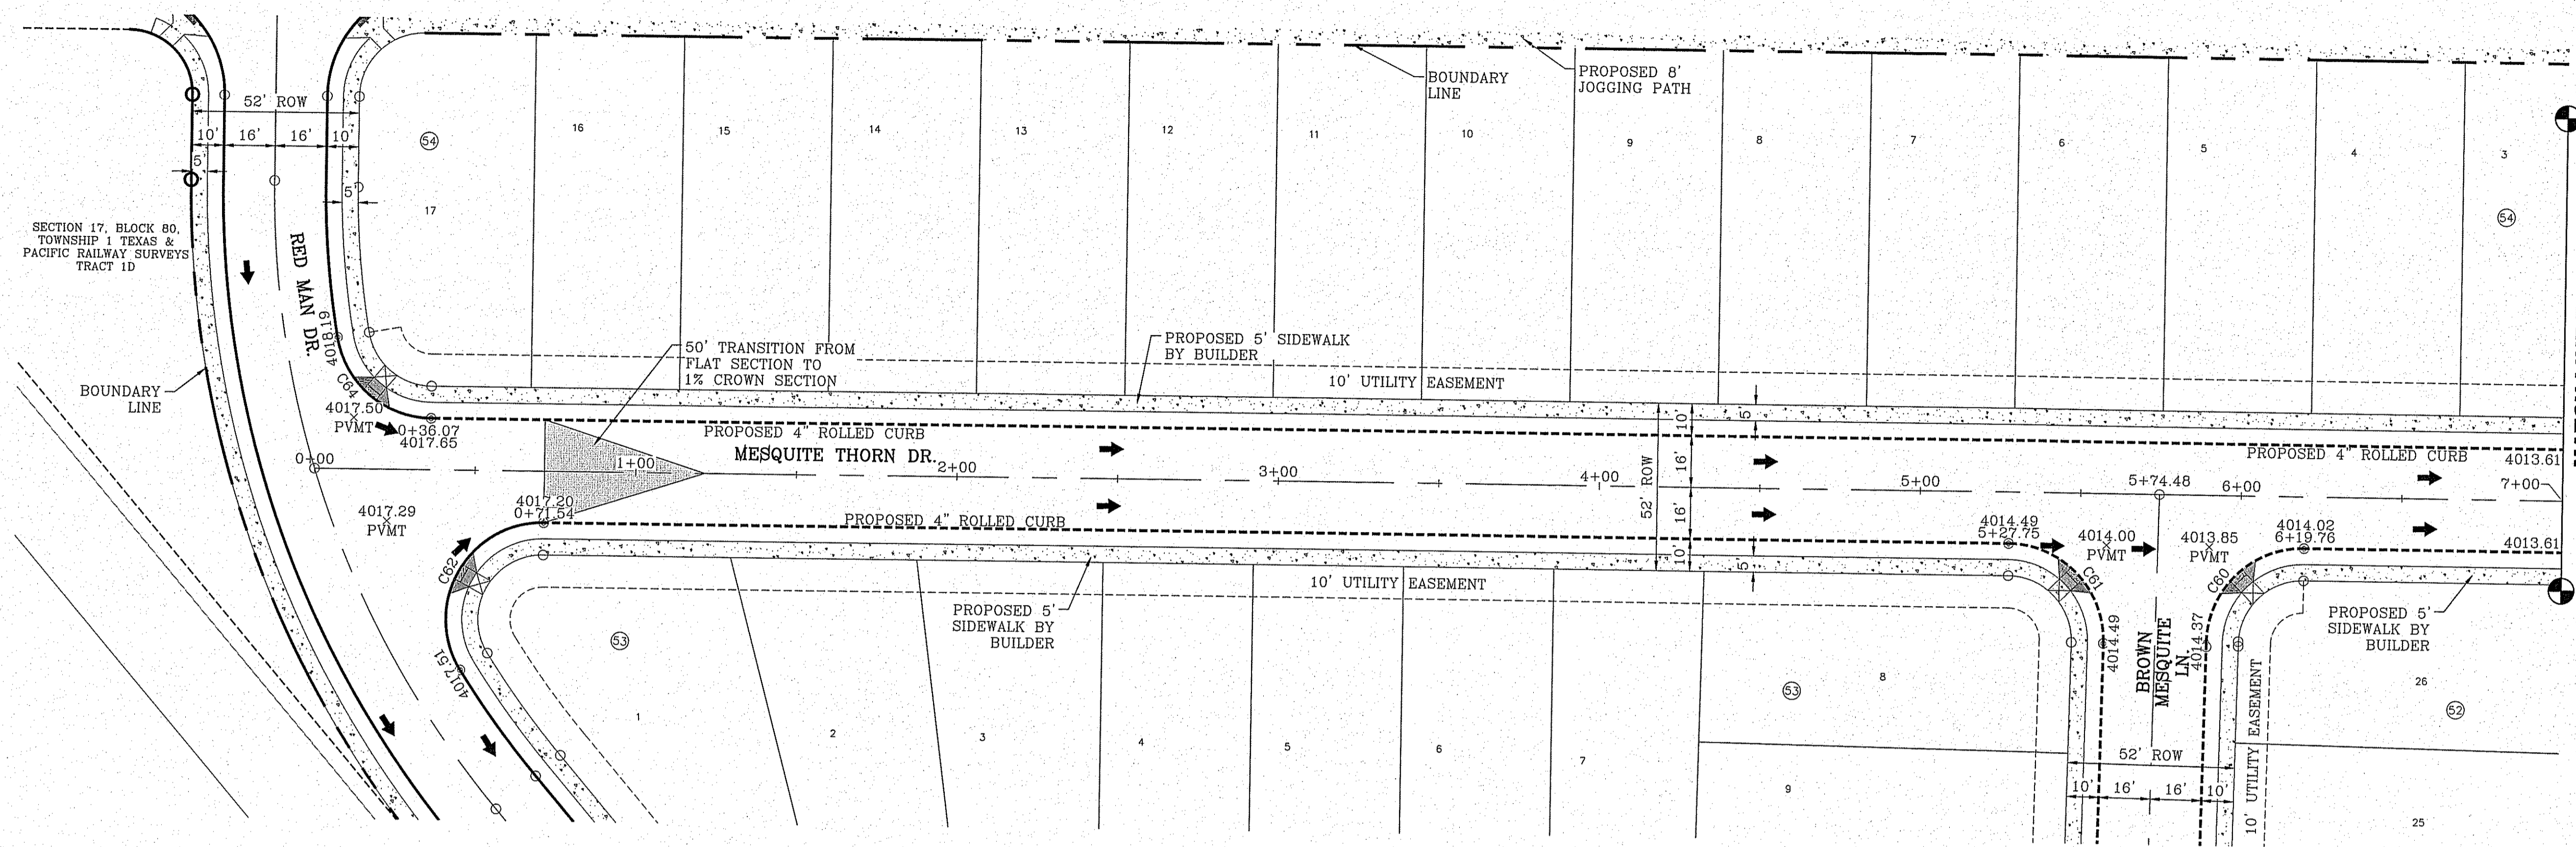 BOUNDARY
LINE
PROPOSED 8'
JOGGING PATH
52' ROW
10' 16' 16' 10'
5'
5'
54
17
16
15
14
13
12
11
10
9
8
7
6
5
4
3
54
SECTION 17, BLOCK 80,
TOWNSHIP 1 TEXAS &
PACIFIC RAILWAY SURVEYS
TRACT 1D
RED MAN DR.
4018.19
BOUNDARY
LINE
C64
4017.50
PVMT
0+36.07
4017.65
50' TRANSITION FROM
FLAT SECTION TO
1% CROWN SECTION
PROPOSED 5' SIDEWALK
BY BUILDER
10' UTILITY EASEMENT
PROPOSED 4" ROLLED CURB
MESQUITE THORN DR.
0+00
1+00
2+00
3+00
4+00
5+00
5+74.48
6+00
7+00
52' ROW
10'
16'
16'
10'
5'
5'
PROPOSED 4" ROLLED CURB
4013.61
4017.29
PVMT
4017.20
0+71.54
PROPOSED 4" ROLLED CURB
4014.49
5+27.75
4014.00
PVMT
4013.85
PVMT
4014.02
6+19.76
4013.61
C62
C61
C60
4017.51
10' UTILITY EASEMENT
PROPOSED 5'
SIDEWALK BY
BUILDER
53
1
2
3
4
5
6
7
8
9
53
4014.49
BROWN
MESQUITE
LN.
4014.37
PROPOSED 5'
SIDEWALK BY
BUILDER
10' UTILITY EASEMENT
52' ROW
10' 16' 16' 10'
26
52
25